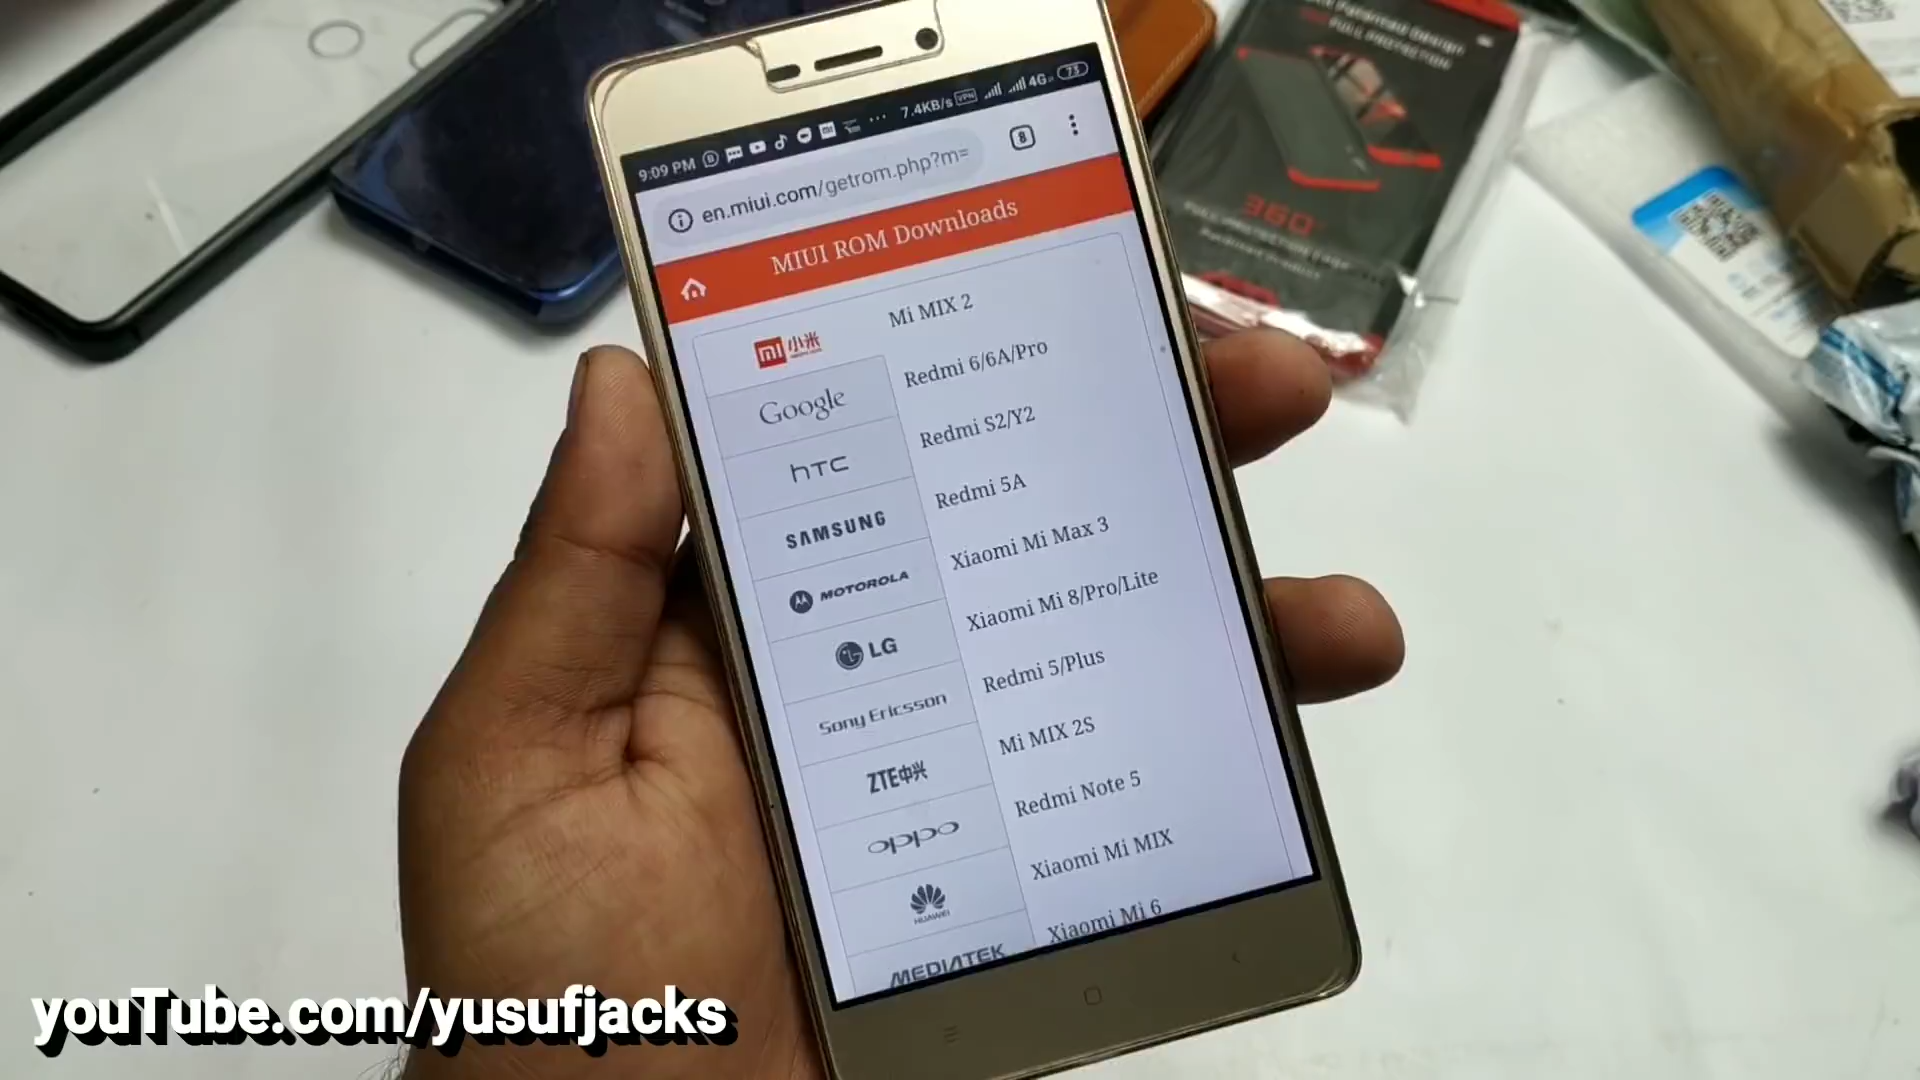 PROTECTION
360°
9:09 PM
7.4KB/s
VPN
4G
73
en.miui.com/getrom.php?m=
8
MIUI ROM Downloads
mi 小米
Google
hTC
SAMSUNG
MOTOROLA
LG
Sony Ericsson
ZTE中兴
oppo
HUAWEI
MEDIATEK
Mi MIX 2
Redmi 6/6A/Pro
Redmi S2/Y2
Redmi 5A
Xiaomi Mi Max 3
Xiaomi Mi 8/Pro/Lite
Redmi 5/Plus
Mi MIX 2S
Redmi Note 5
Xiaomi Mi MIX
Xiaomi Mi 6
youTube.com/yusufjacks